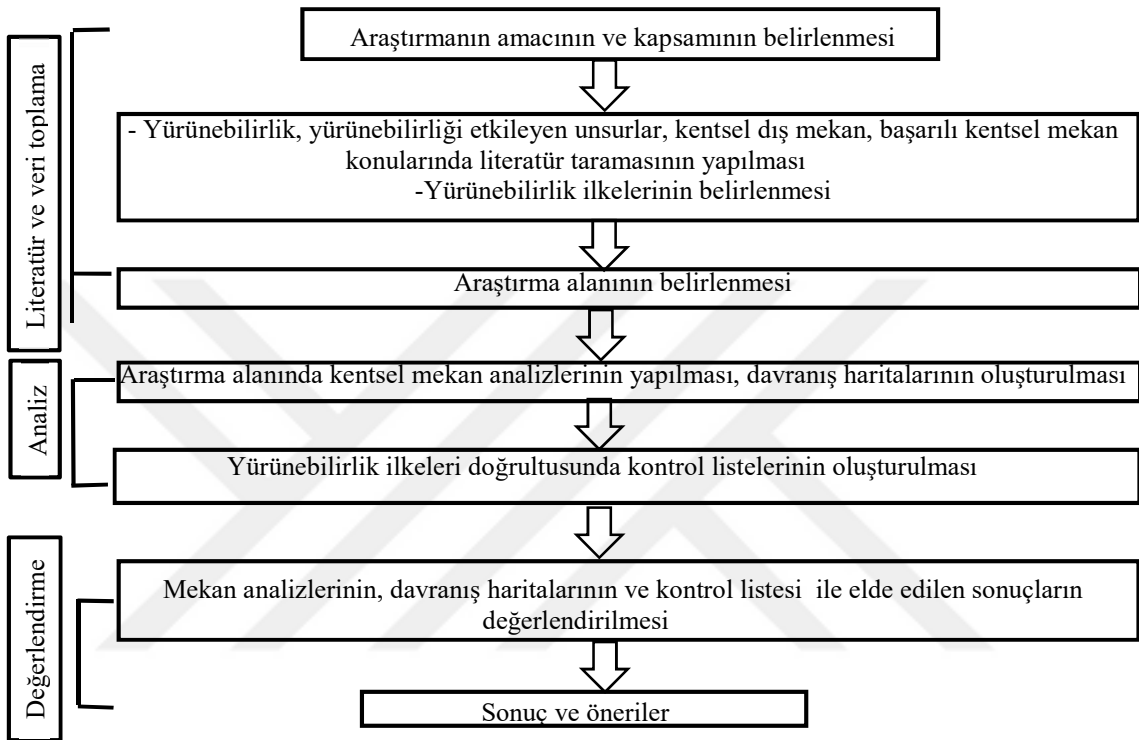 Literatür ve veri toplama
Araştırmanın amacının ve kapsamının belirlenmesi
- Yürünebilirlik, yürünebilirliği etkileyen unsurlar, kentsel dış mekan, başarılı kentsel mekan
konularında literatür taramasının yapılması
-Yürünebilirlik ilkelerinin belirlenmesi
Araştırma alanının belirlenmesi
Analiz
Araştırma alanında kentsel mekan analizlerinin yapılması, davranış haritalarının oluşturulması
Yürünebilirlik ilkeleri doğrultusunda kontrol listelerinin oluşturulması
Değerlendirme
Mekan analizlerinin, davranış haritalarının ve kontrol listesi ile elde edilen sonuçların
değerlendirilmesi
Sonuç ve öneriler